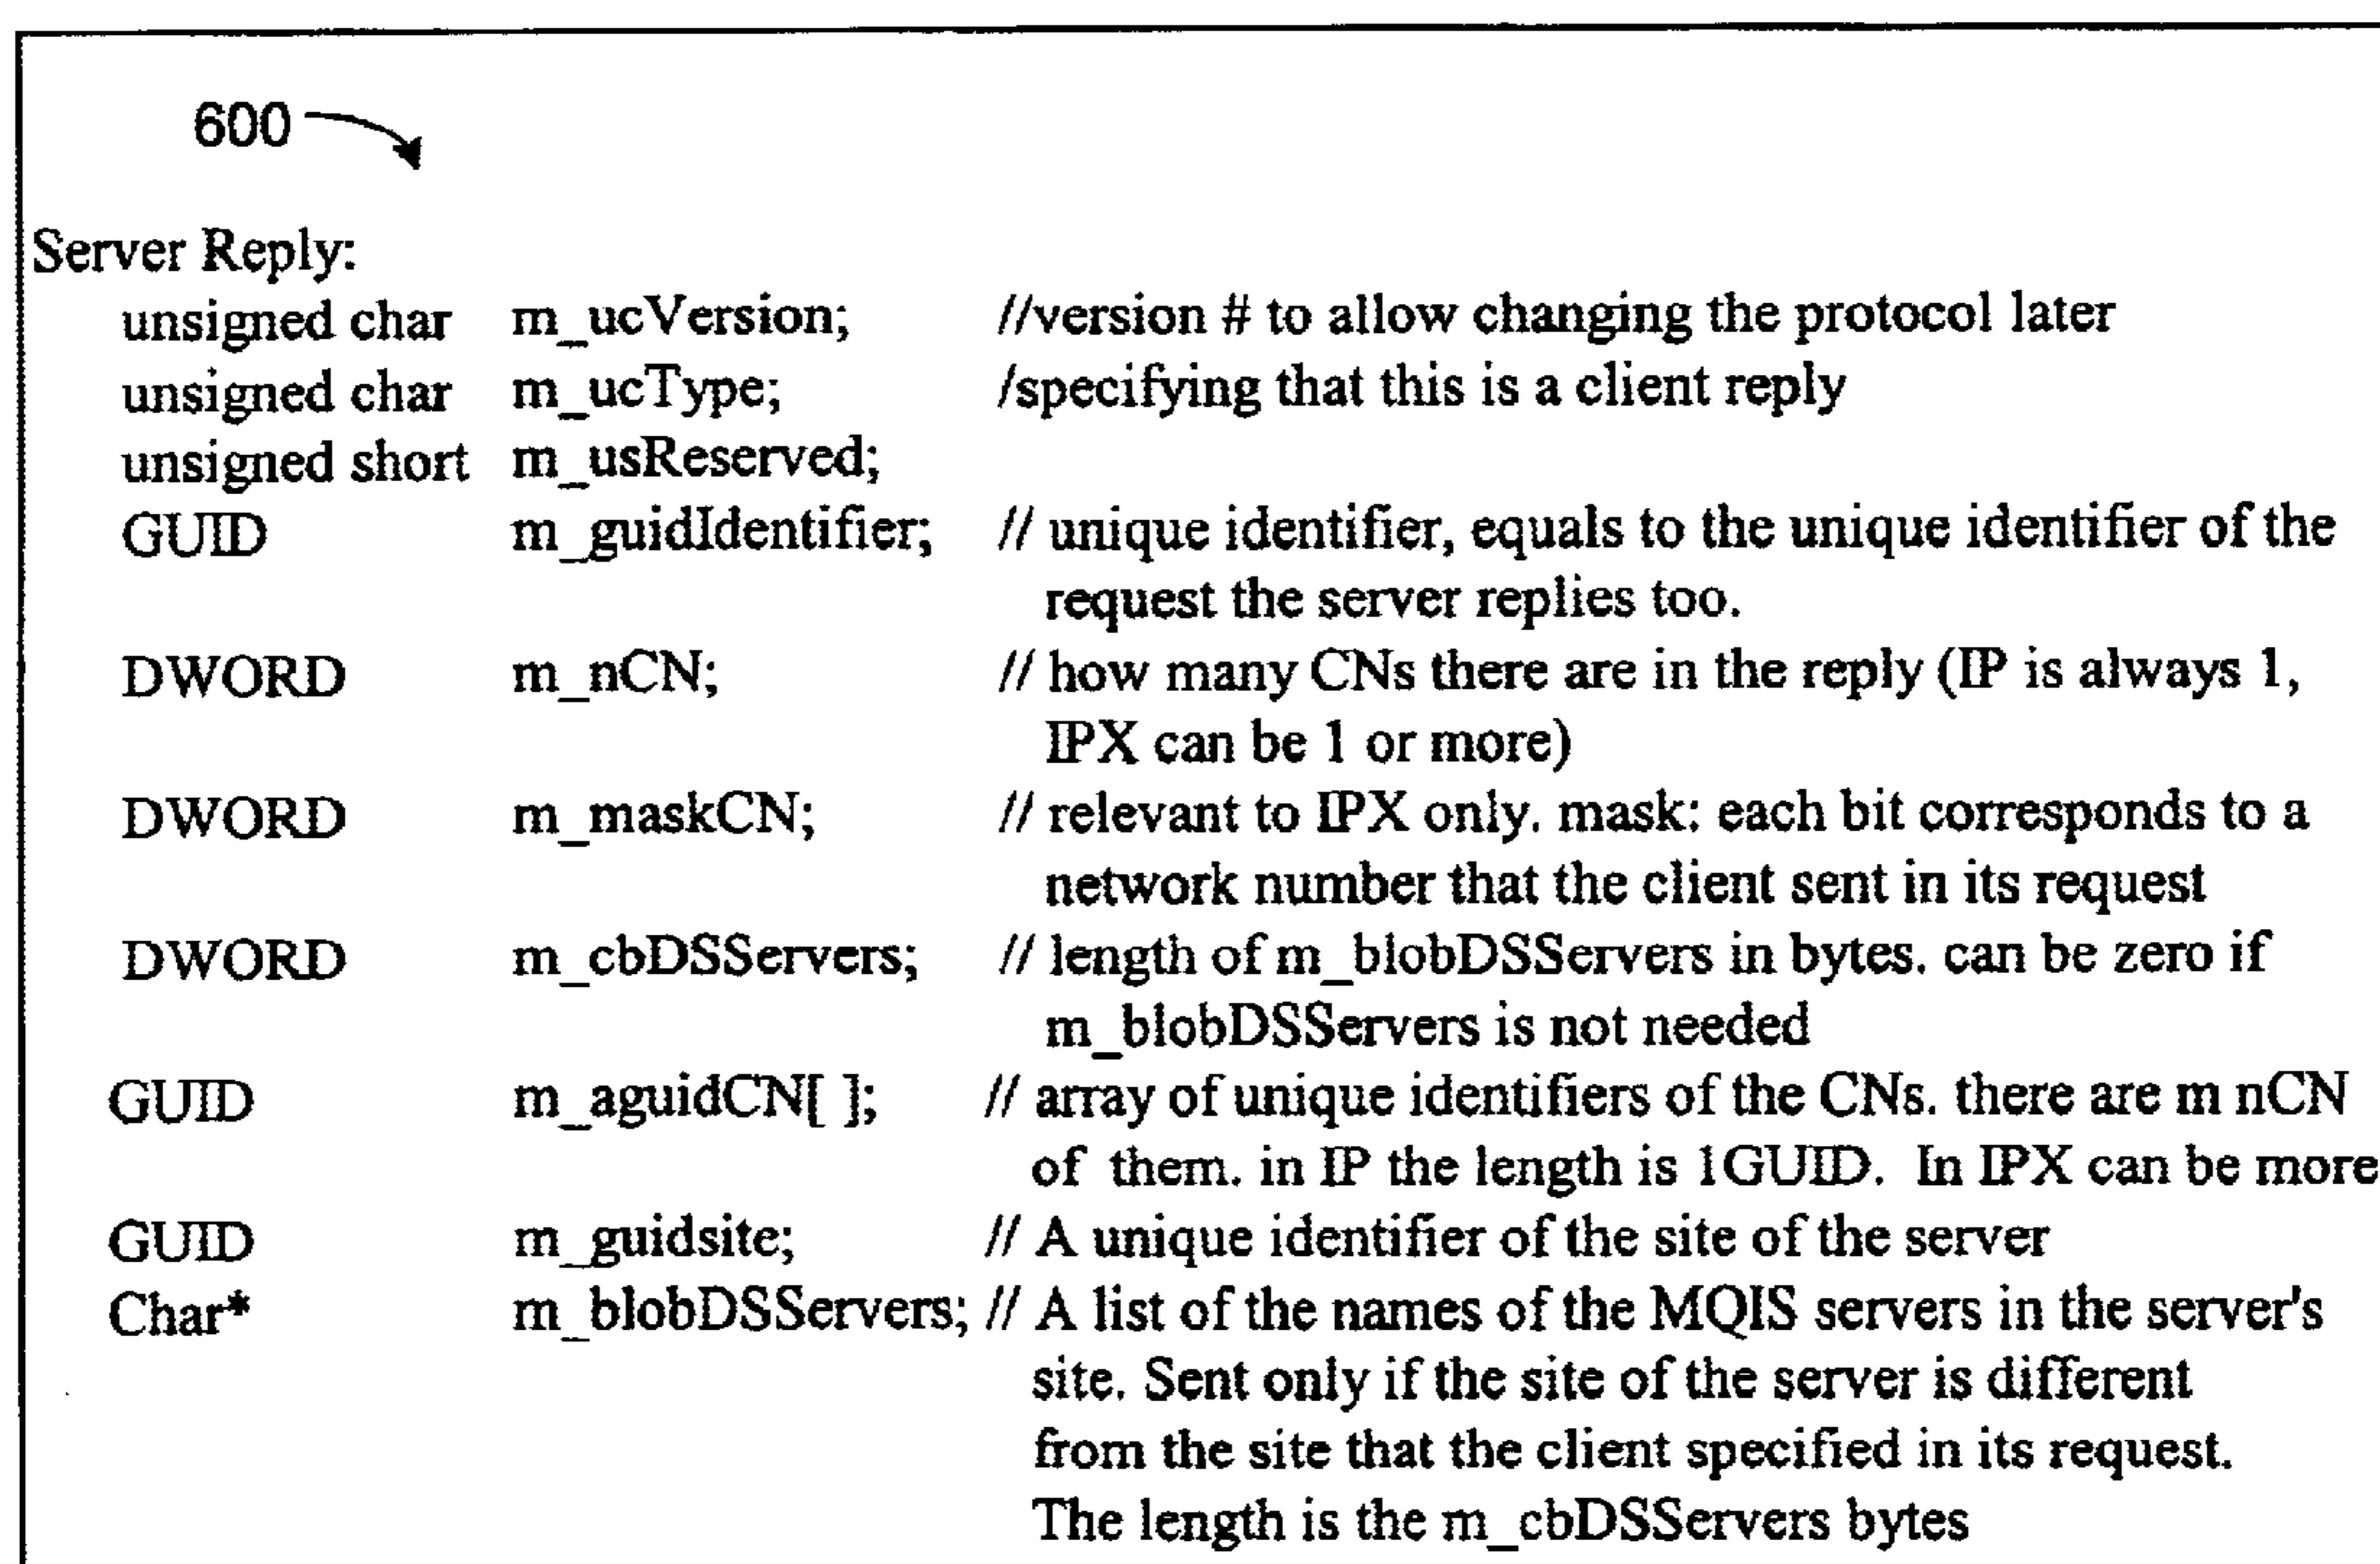 600
Server Reply:
unsigned char m_ucVersion; //version # to allow changing the protocol later
unsigned char m_ucType; /specifying that this is a client reply
unsigned short m_usReserved;
GUID m_guidIdentifier; // unique identifier, equals to the unique identifier of the
request the server replies too.
DWORD m_nCN; // how many CNs there are in the reply (IP is always 1,
IPX can be 1 or more)
DWORD m_maskCN; // relevant to IPX only. mask: each bit corresponds to a
network number that the client sent in its request
DWORD m_cbDSServers; // length of m_blobDSServers in bytes. can be zero if
m_blobDSServers is not needed
GUID m_aguidCN[ ]; // array of unique identifiers of the CNs. there are m nCN
of them. in IP the length is 1GUID. In IPX can be more
GUID m_guidsite; // A unique identifier of the site of the server
Char* m_blobDSServers; // A list of the names of the MQIS servers in the server's
site. Sent only if the site of the server is different
from the site that the client specified in its request.
The length is the m_cbDSServers bytes